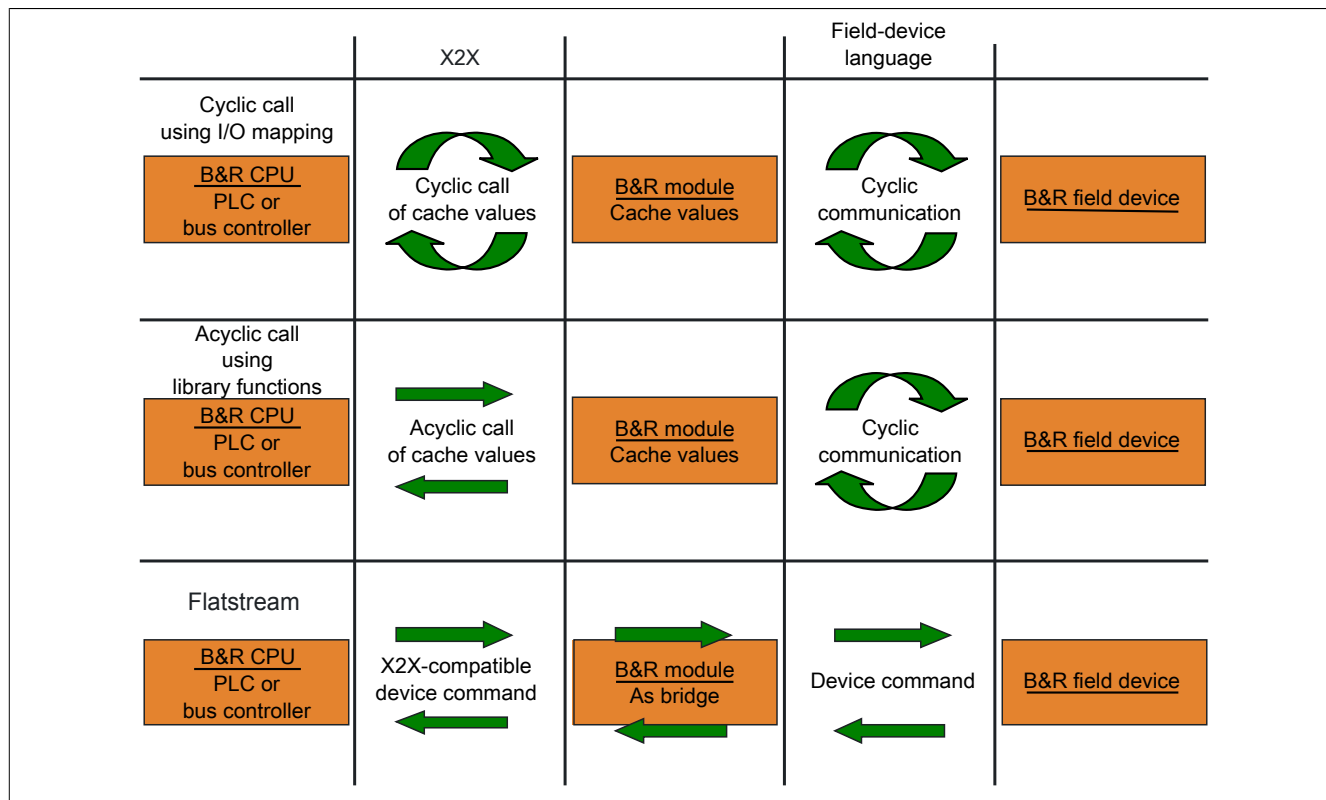 X2X
Field-device
language
Cyclic call
using I/O mapping
B&R CPU
PLC or
bus controller
Cyclic call
of cache values
B&R module
Cache values
Cyclic
communication
B&R field device
Acyclic call
using
library functions
B&R CPU
PLC or
bus controller
Acyclic call
of cache values
B&R module
Cache values
Cyclic
communication
B&R field device
Flatstream
B&R CPU
PLC or
bus controller
X2X-compatible
device command
B&R module
As bridge
Device command
B&R field device